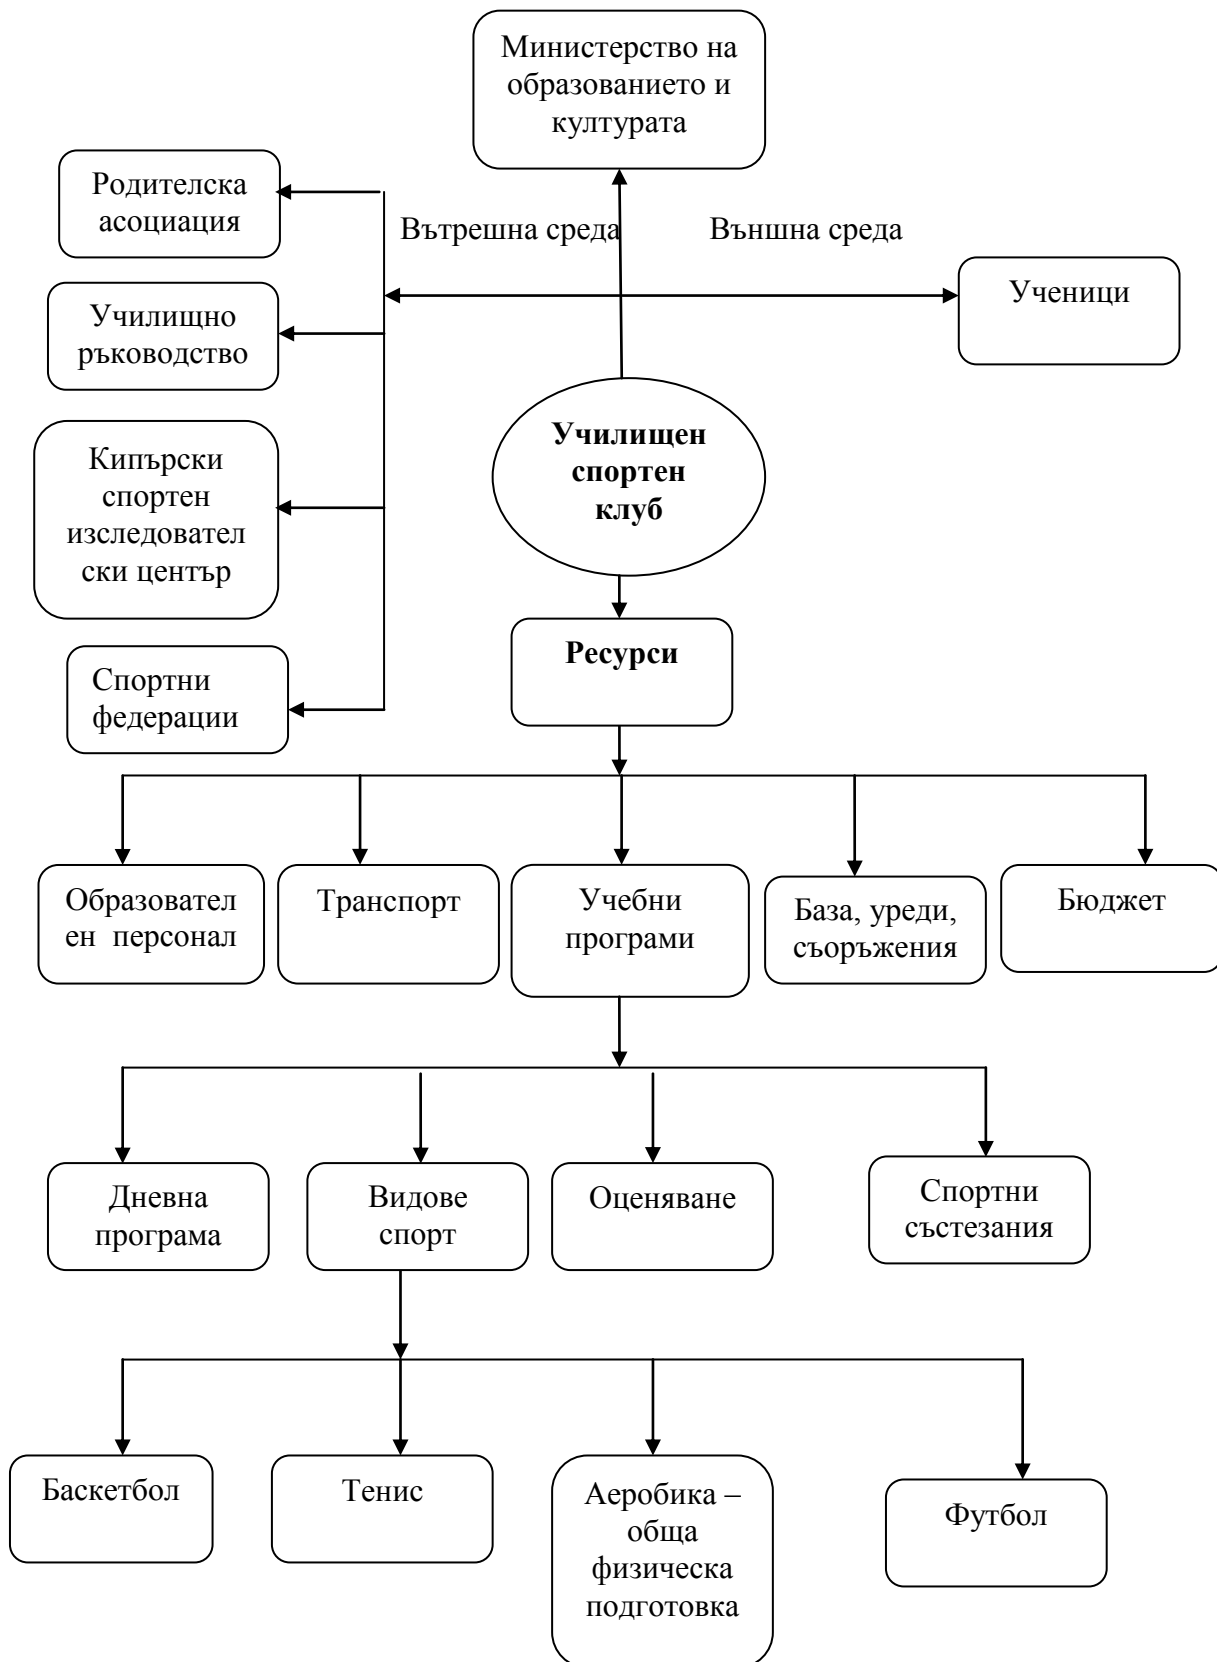 Министерство на
образованието и
културата
Родителска
асоциация
Вътрешна среда
Външна среда
Ученици
Училищно
ръководство
Училищен
спортен
клуб
Кипърски
спортен
изследовател
ски център
Ресурси
Спортни
федерации
Образовател
ен персонал
Транспорт
Учебни
програми
База, уреди,
съоръжения
Бюджет
Дневна
програма
Видове
спорт
Оценяване
Спортни
състезания
Баскетбол
Тенис
Аеробика –
обща
физическа
подготовка
Футбол